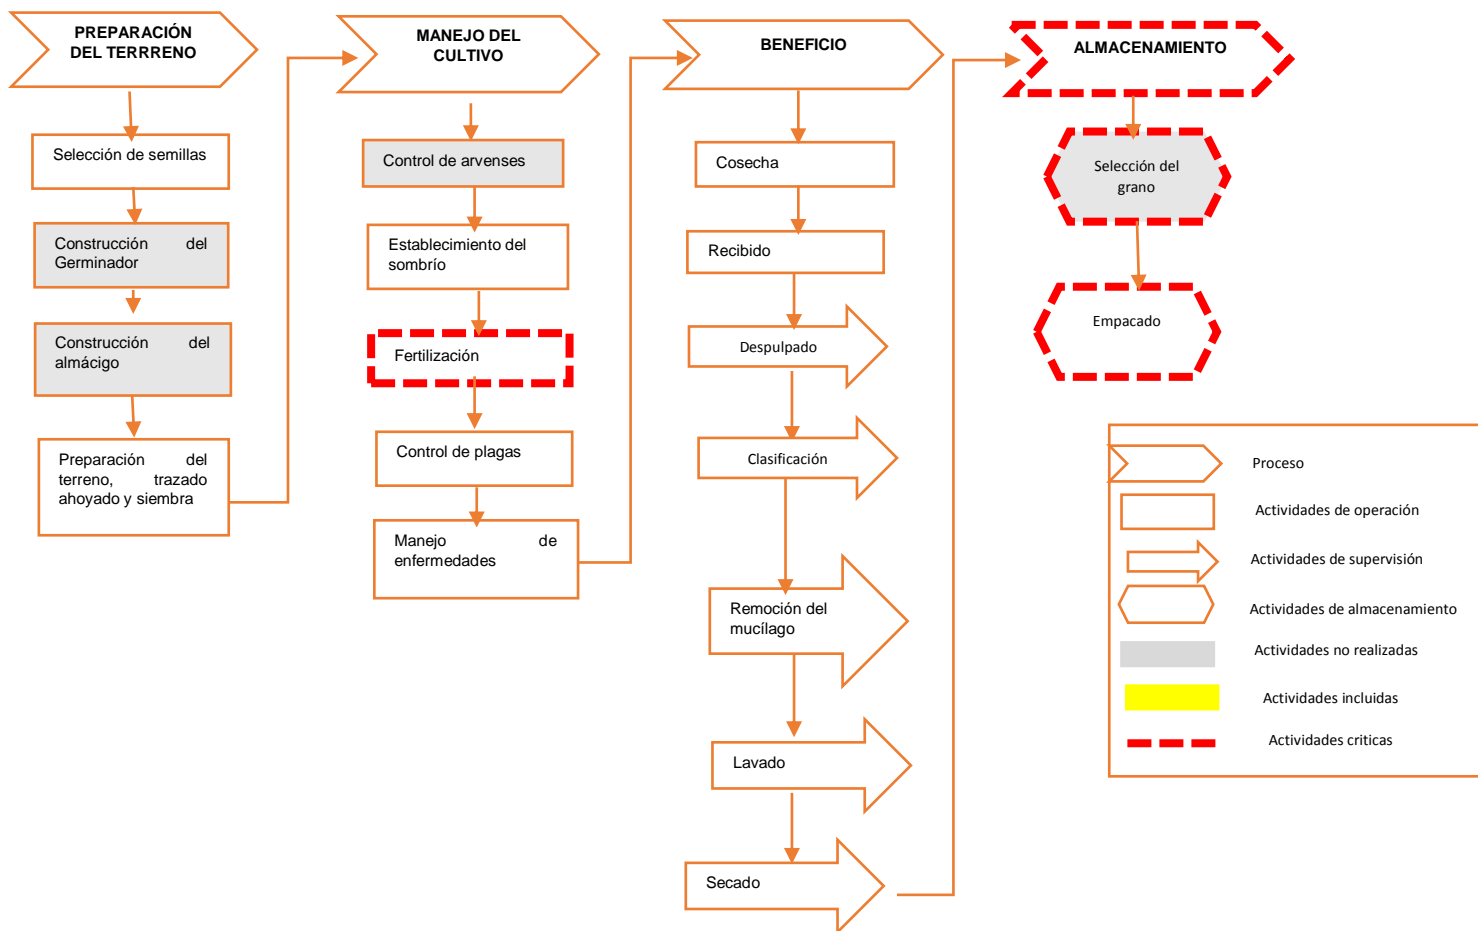 PREPARACIÓN
DEL TERRRENO
Selección de semillas
Construcción del
Germinador
Construcción del
almácigo
Preparación del
terreno, trazado
ahoyado y siembra
MANEJO DEL
CULTIVO
Control de arvenses
Establecimiento del
sombrío
Fertilización
Control de plagas
Manejo de
enfermedades
BENEFICIO
Cosecha
Recibido
Despulpado
Clasificación
Remoción del
mucílago
Lavado
Secado
ALMACENAMIENTO
Selección del
grano
Empacado
Proceso
Actividades de operación
Actividades de supervisión
Actividades de almacenamiento
Actividades no realizadas
Actividades incluidas
Actividades criticas